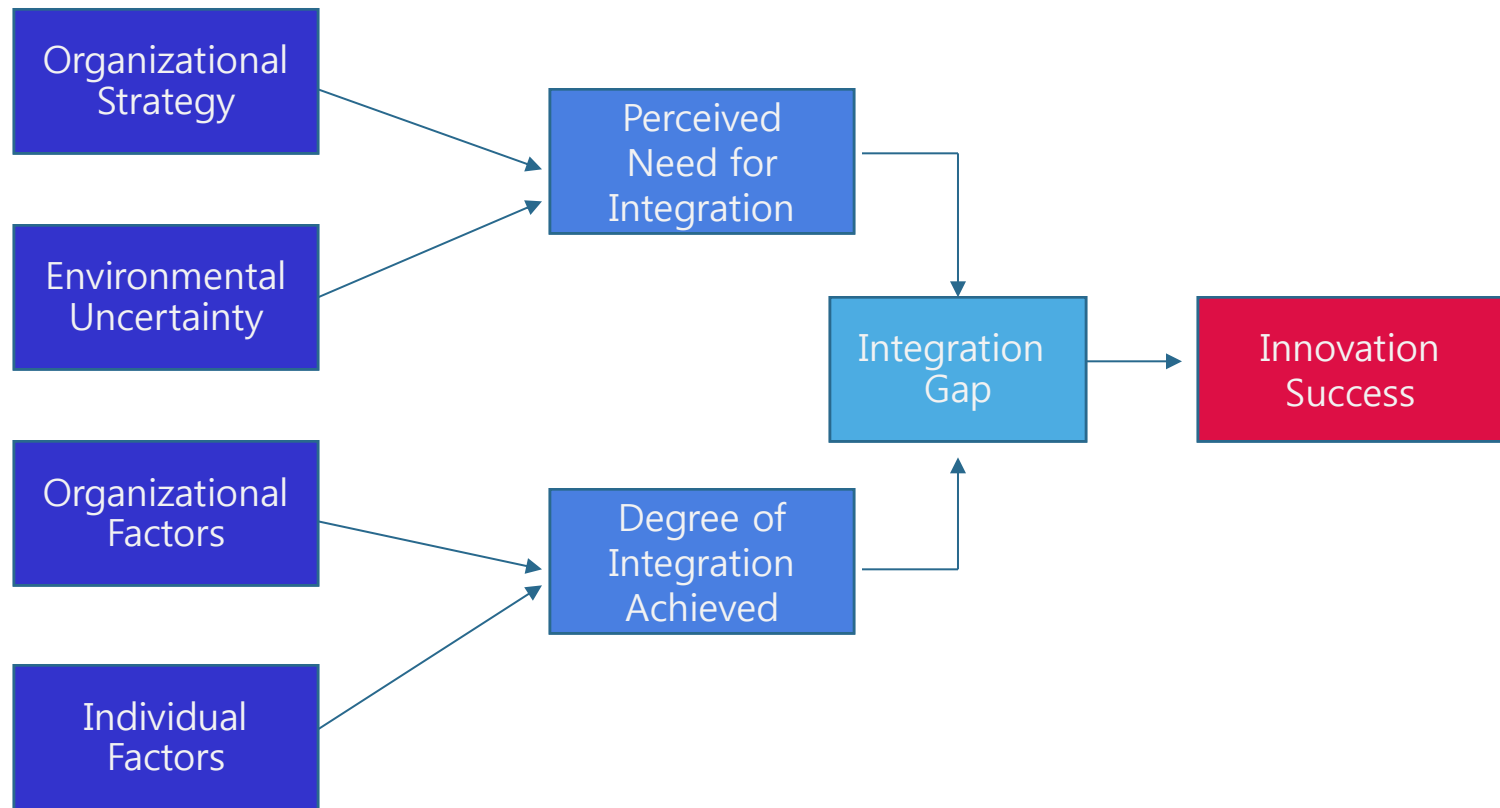 Organizational
Strategy
Perceived
Need for
Integration
Environmental
Uncertainty
Integration
Gap
Innovation
Success
Organizational
Factors
Degree of
Integration
Achieved
Individual
Factors